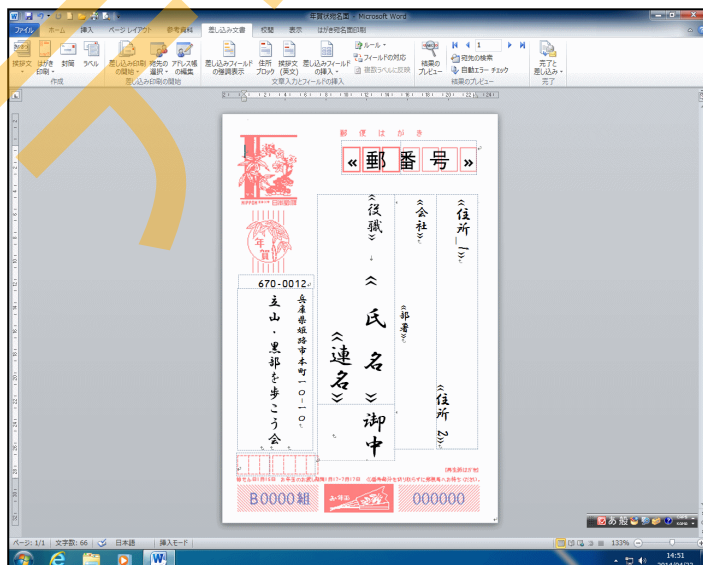 年賀状宛名面 - Microsoft Word
ファイル ホーム 挿入 ページ レイアウト 参考資料 差し込み文書 校閲 表示 はがき宛名面印刷
挨拶文 はがき印刷 封筒 ラベル
差し込み印刷の開始 宛先の選択 アドレス帳の編集
差し込みフィールドの強調表示 住所ブロック 挨拶文(英文) 差し込みフィールドの挿入
ルール
フィールドの対応
複数ラベルに反映
結果のプレビュー
1
宛先の検索
自動エラー チェック
完了と差し込み
作成 差し込み印刷の開始 文章入力とフィールドの挿入 結果のプレビュー 完了
郵便はがき
«郵番号»
«住所_1»
«住所 2»
«会社»
«部署»
«役職»
«氏名»御中
«連名»
年賀
670-0012
兵庫県姫路市本町一〇ー一〇
立山・黒部を歩こう会
B0000組
000000
あ 般
ページ: 1/1 文字数: 66 日本語 挿入モード
133%
14:51